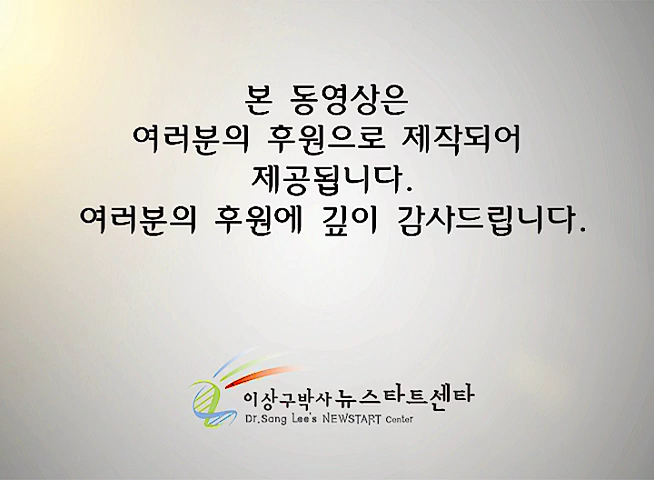 본 동영상은
여러분의 후원으로 제작되어
제공됩니다.
여러분의 후원에 깊이 감사드립니다.
이상구박사 뉴스타트센타
Dr.Sang Lee's NEWSTART Center